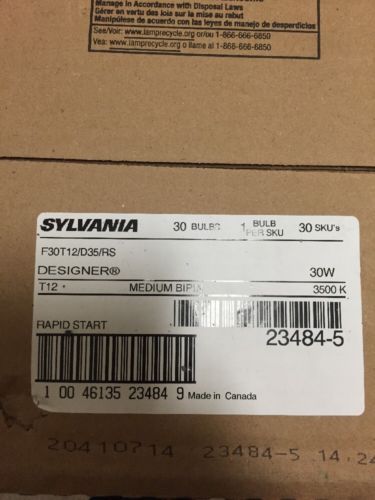 Manage in Accordance with Disposal Laws
Gérer en vertu des lois sur la mise au rebut
Manipúlese de acuerdo con las leyes de manejo de desperdicios
See/Voir: www.lamprecycle.org or/ou 1-866-666-6850
Vea: www.lamprecycle.org o llame al 1-866-666-6850
SYLVANIA 30 BULBS 1 BULB PER SKU 30 SKU's
F30T12/D35/RS
DESIGNER® 30W
T12 MEDIUM 3500 K
RAPID START
23484-5
1 00 46135 23484 9 Made in Canada
20410714 23484-5 14:24